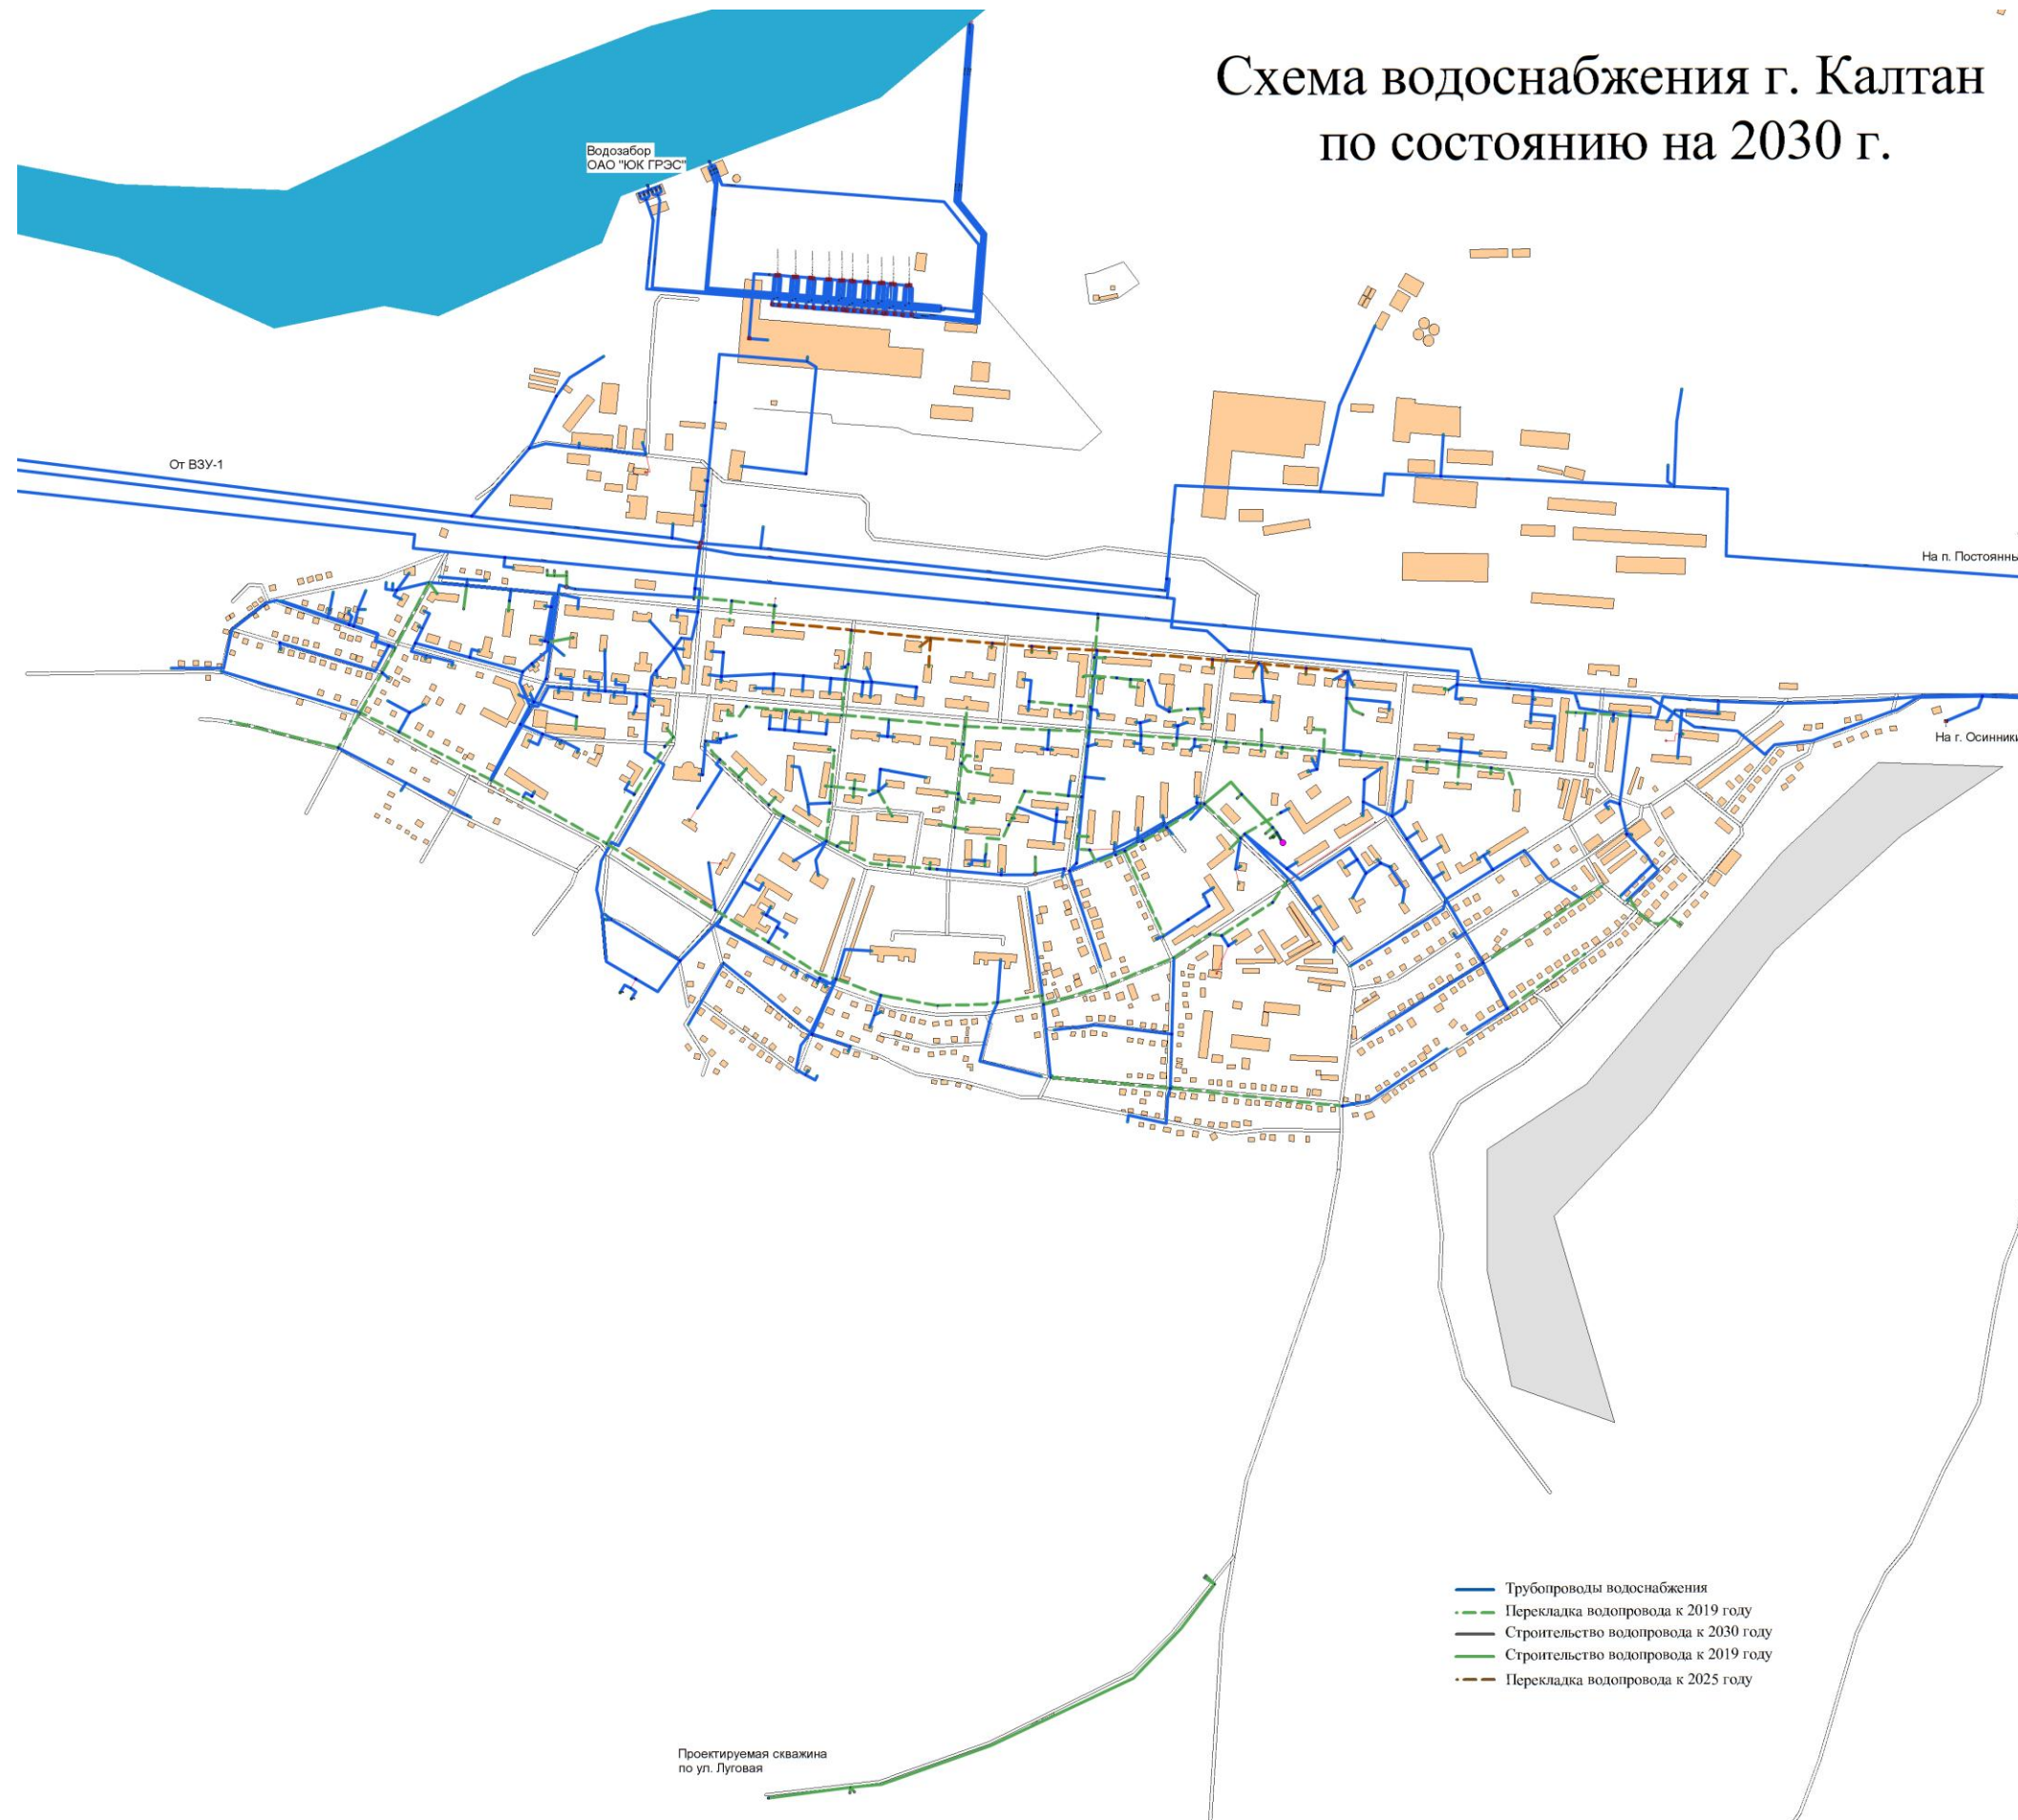 Схема водоснабжения г. Калтан
по состоянию на 2030 г.
Водозабор
ОАО "ЮК ГРЭС"
От ВЗУ-1
На п. Постоянны
На г. Осинники
Трубопроводы водоснабжения
Перекладка водопровода к 2019 году
Строительство водопровода к 2030 году
Строительство водопровода к 2019 году
Перекладка водопровода к 2025 году
Проектируемая скважина
по ул. Луговая